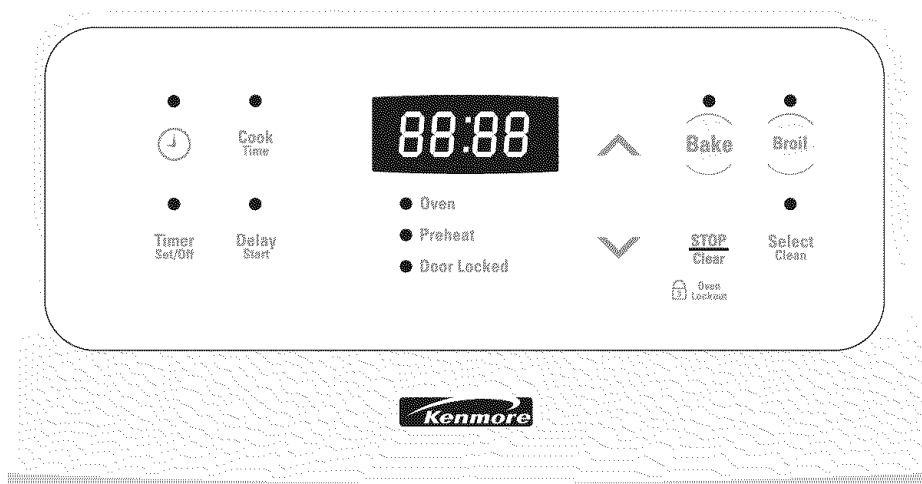 Cook
Time
88:88
Bake
Broil
Oven
Preheat
Door Locked
Timer
Set/Off
Delay
Start
STOP
Clear
Select
Clean
Oven
Lockout
Kenmore